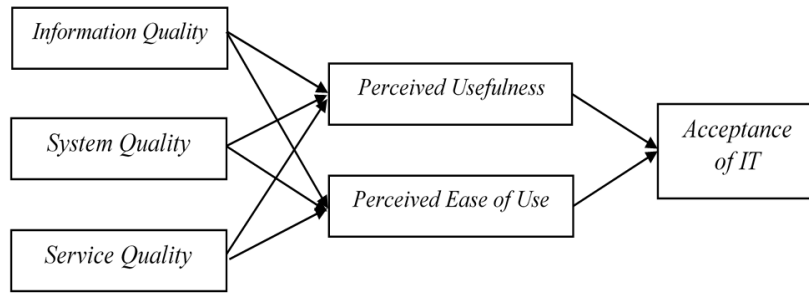 Information Quality
System Quality
Service Quality
Perceived Usefulness
Perceived Ease of Use
Acceptance
of IT